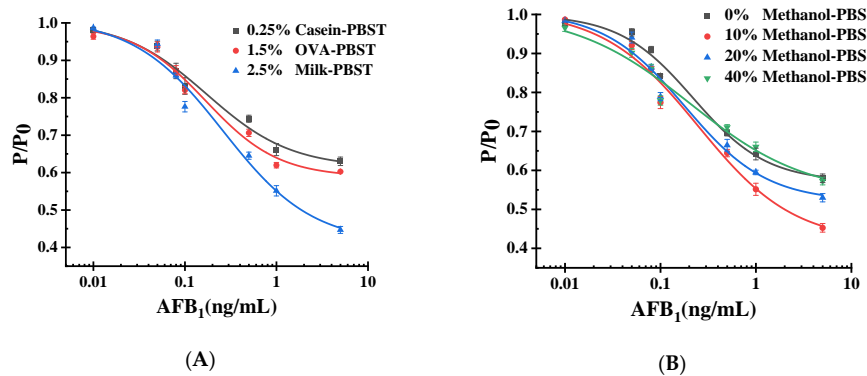 0.25% Casein-PBST
1.5% OVA-PBST
2.5% Milk-PBST
1.0
0.9
0.8
0.7
0.6
0.5
0.4
P/P0
0.01
0.1
1
10
AFB₁(ng/mL)
(A)
0% Methanol-PBS
10% Methanol-PBS
20% Methanol-PBS
40% Methanol-PBS
1.0
0.9
0.8
0.7
0.6
0.5
0.4
P/P0
0.01
0.1
1
10
AFB₁(ng/mL)
(B)